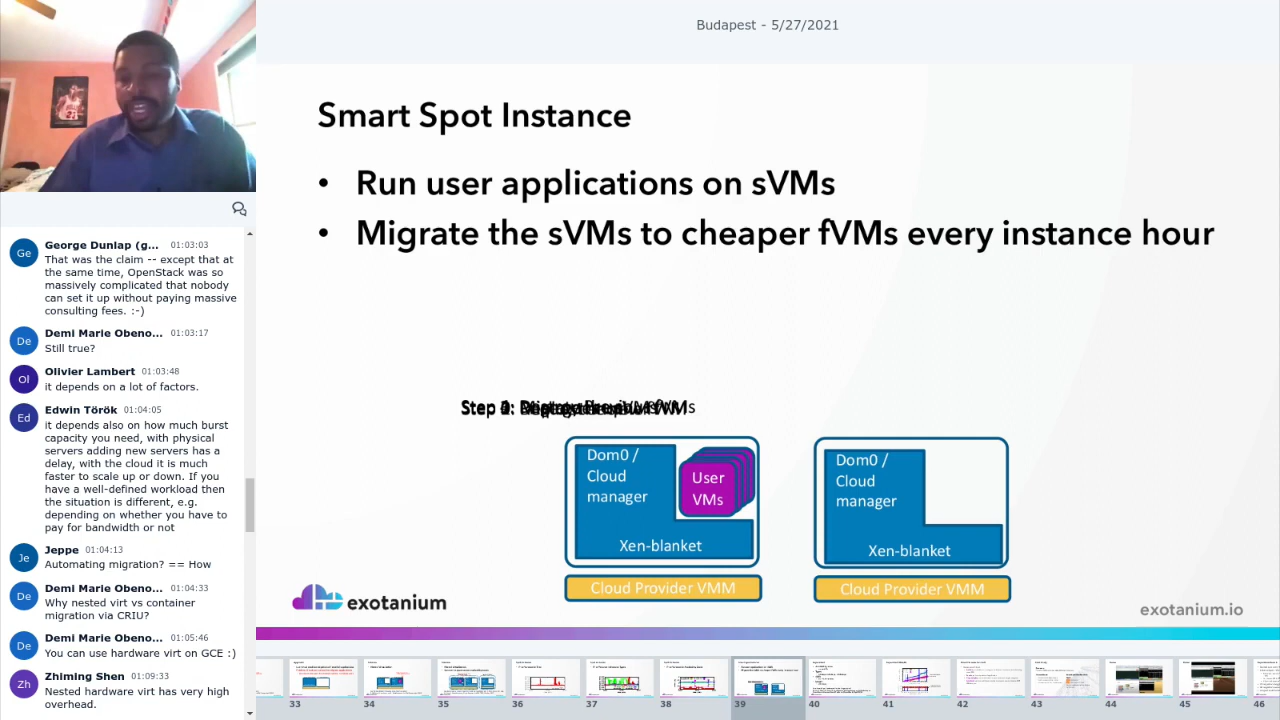 Budapest - 5/27/2021
Smart Spot Instance
• Run user applications on sVMs
• Migrate the sVMs to cheaper fVMs every instance hour
Dom0 /
Cloud
manager
User
VMs
Xen-blanket
Cloud Provider VMM
Dom0 /
Cloud
manager
Xen-blanket
Cloud Provider VMM
exotanium
exotanium.io
Ge
George Dunlap (g... 01:03:03
That was the claim -- except that at
the same time, OpenStack was so
massively complicated that nobody
can set it up without paying massive
consulting fees. :-)
De
Demi Marie Obeno... 01:03:17
Still true?
Ol
Olivier Lambert 01:03:48
it depends on a lot of factors.
Ed
Edwin Török 01:04:05
it depends also on how much burst
capacity you need, with physical
servers adding new servers has a
delay, with the cloud it is much
faster to scale up or down. If you
have a well-defined workload then
the situation is different, e.g.
depending on whether you have to
pay for bandwidth or not
Je
Jeppe 01:04:13
Automating migration? == How
De
Demi Marie Obeno... 01:04:33
Why nested virt vs container
migration via CRIU?
De
Demi Marie Obeno... 01:05:46
You can use hardware virt on GCE :)
Zh
Zhiming Shen 01:09:33
Nested hardware virt has very high
overhead.
33 34 35 36 37 38 39 40 41 42 43 44 45 46